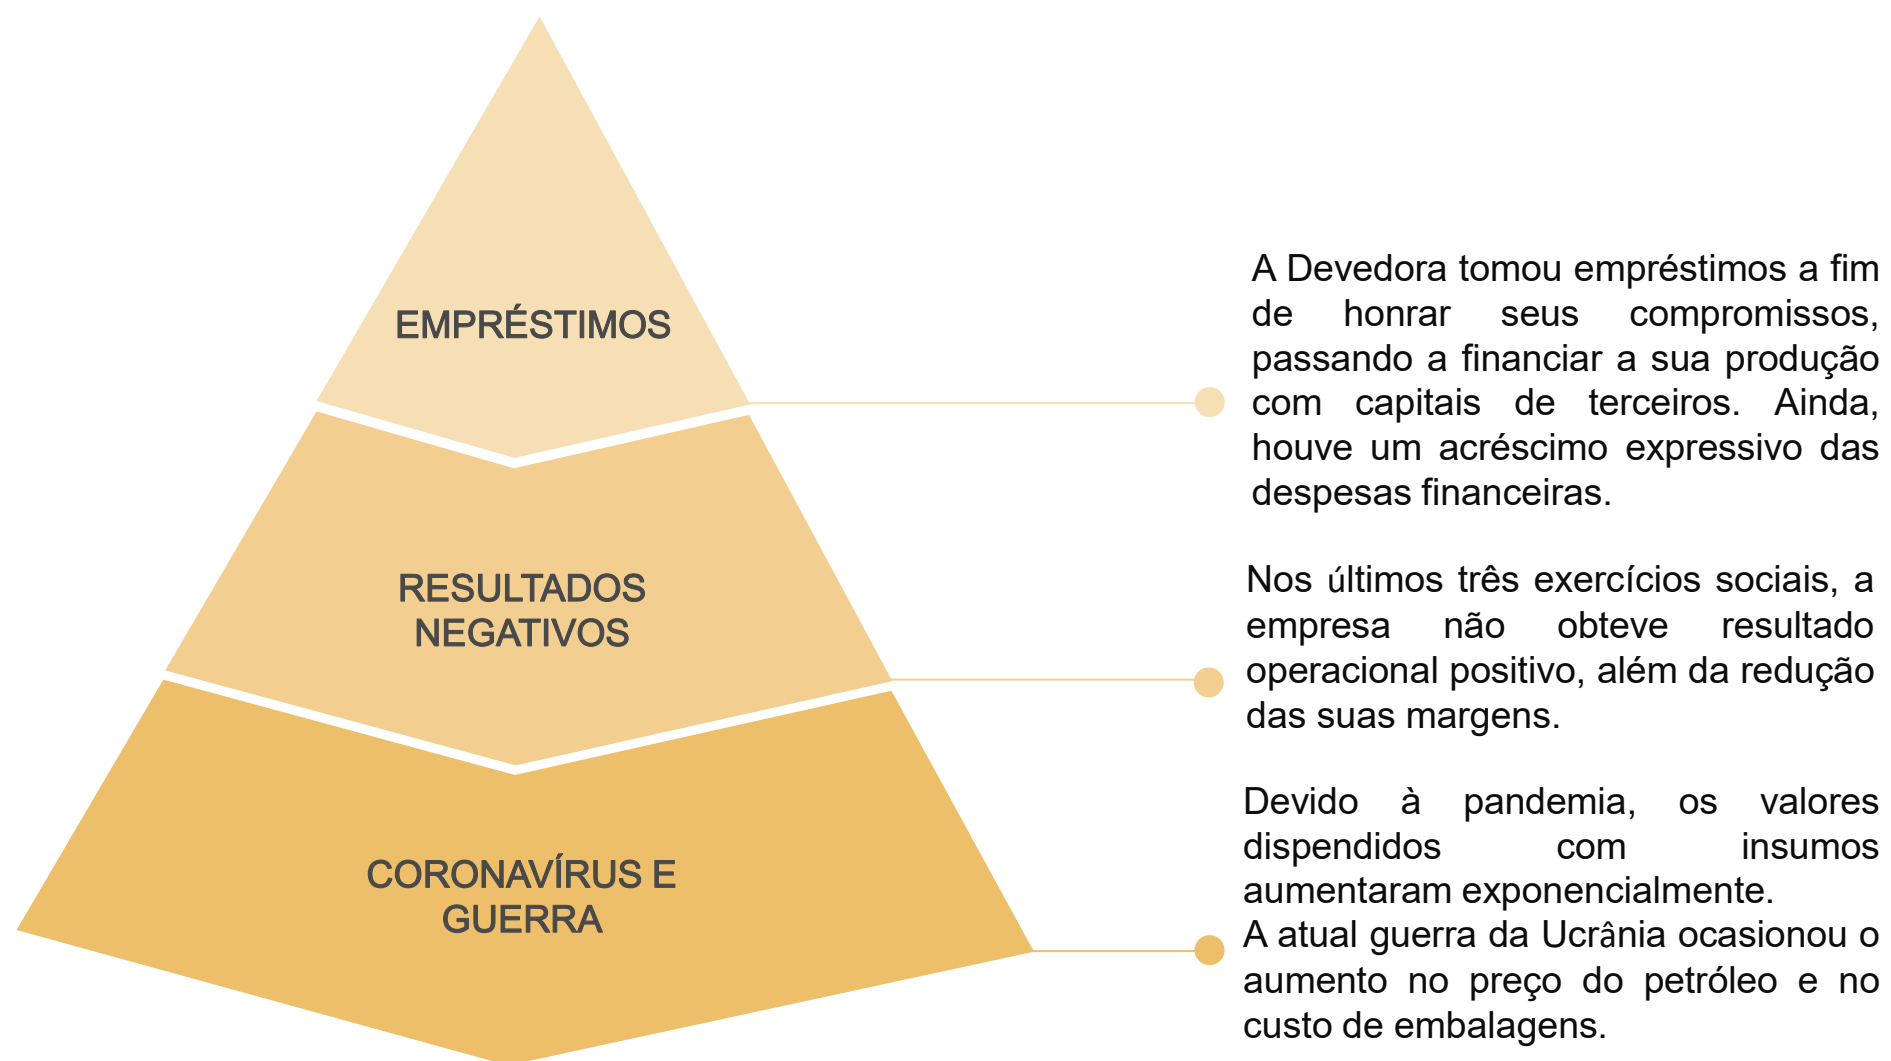 EMPRÉSTIMOS
A Devedora tomou empréstimos a fim
de honrar seus compromissos,
passando a financiar a sua produção
com capitais de terceiros. Ainda,
houve um acréscimo expressivo das
despesas financeiras.
RESULTADOS
NEGATIVOS
Nos últimos três exercícios sociais, a
empresa não obteve resultado
operacional positivo, além da redução
das suas margens.
CORONAVÍRUS E
GUERRA
Devido à pandemia, os valores
dispendidos com insumos
aumentaram exponencialmente.
A atual guerra da Ucrânia ocasionou o
aumento no preço do petróleo e no
custo de embalagens.